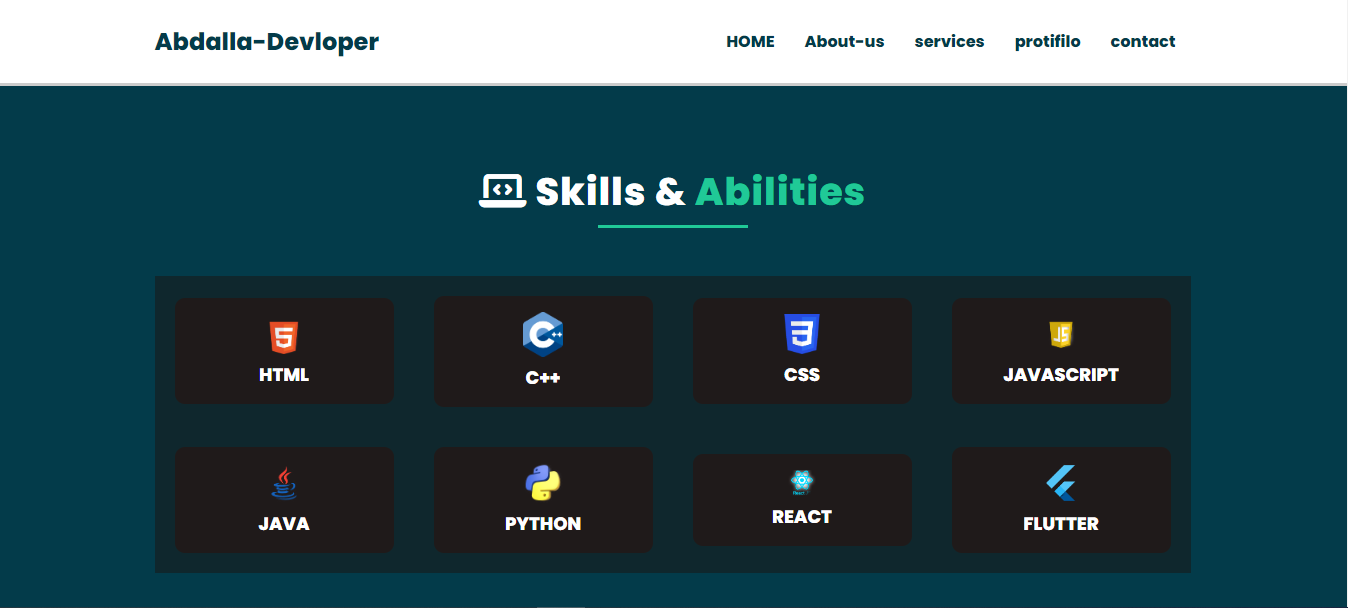 Abdalla-Devloper HOME About-us services protifilo contact
Skills & Abilities
HTML C++ CSS JAVASCRIPT
JAVA PYTHON REACT FLUTTER